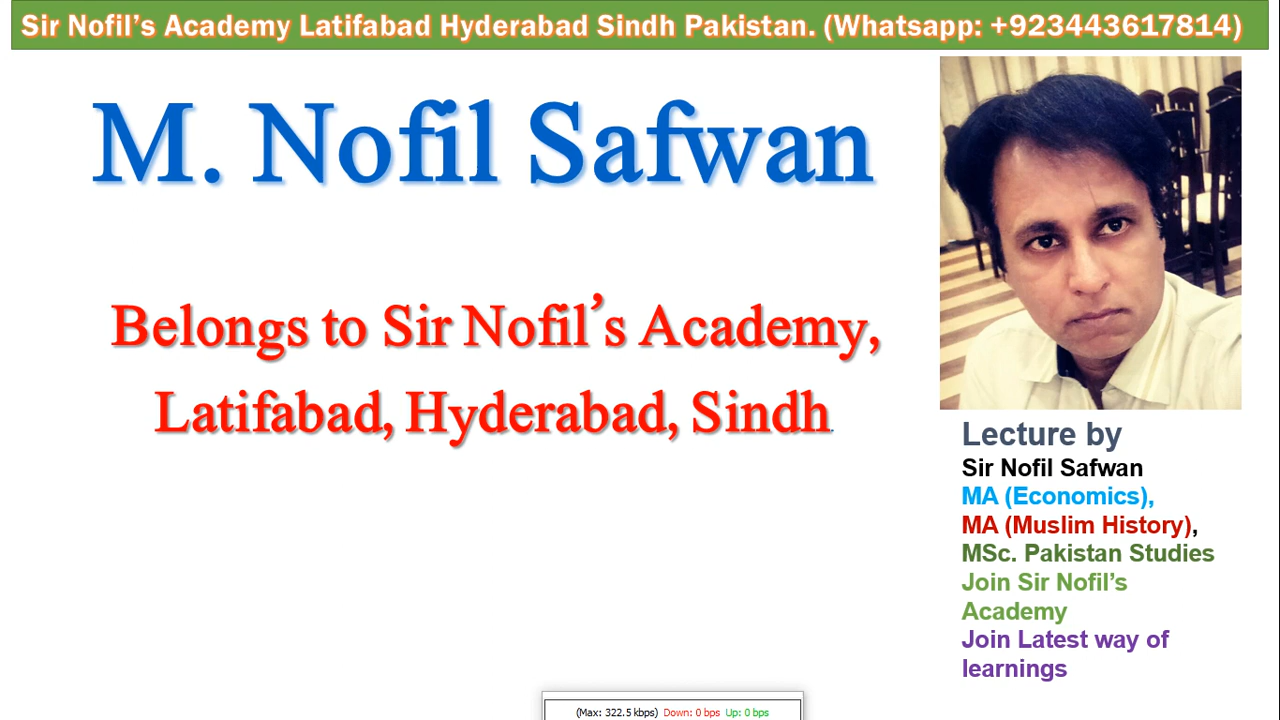 Sir Nofil’s Academy Latifabad Hyderabad Sindh Pakistan. (Whatsapp: +923443617814)
M. Nofil Safwan
Belongs to Sir Nofil’s Academy,
Latifabad, Hyderabad, Sindh
Lecture by
Sir Nofil Safwan
MA (Economics),
MA (Muslim History),
MSc. Pakistan Studies
Join Sir Nofil’s
Academy
Join Latest way of
learnings
(Max: 322.5 kbps) Down: 0 bps Up: 0 bps